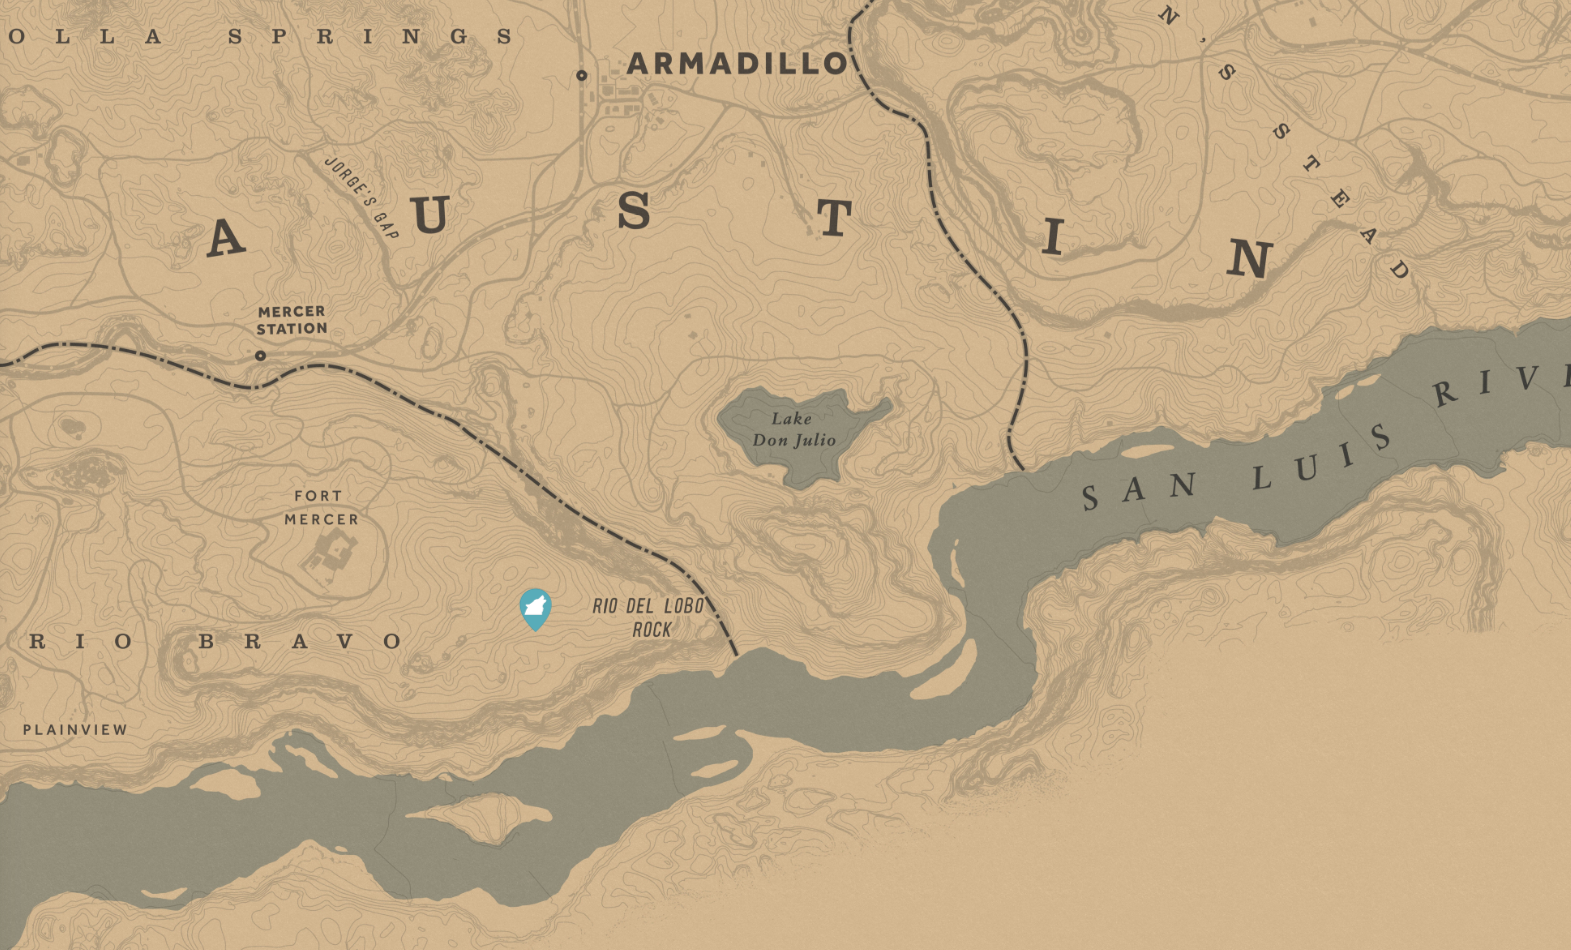 OLLA SPRINGS
ARMADILLO
N'S STEAD
JORGE'S GAP
AUSTIN
MERCER
STATION
Lake
Don Julio
SAN LUIS RIV
FORT
MERCER
RIO DEL LOBO
ROCK
RIO BRAVO
PLAINVIEW